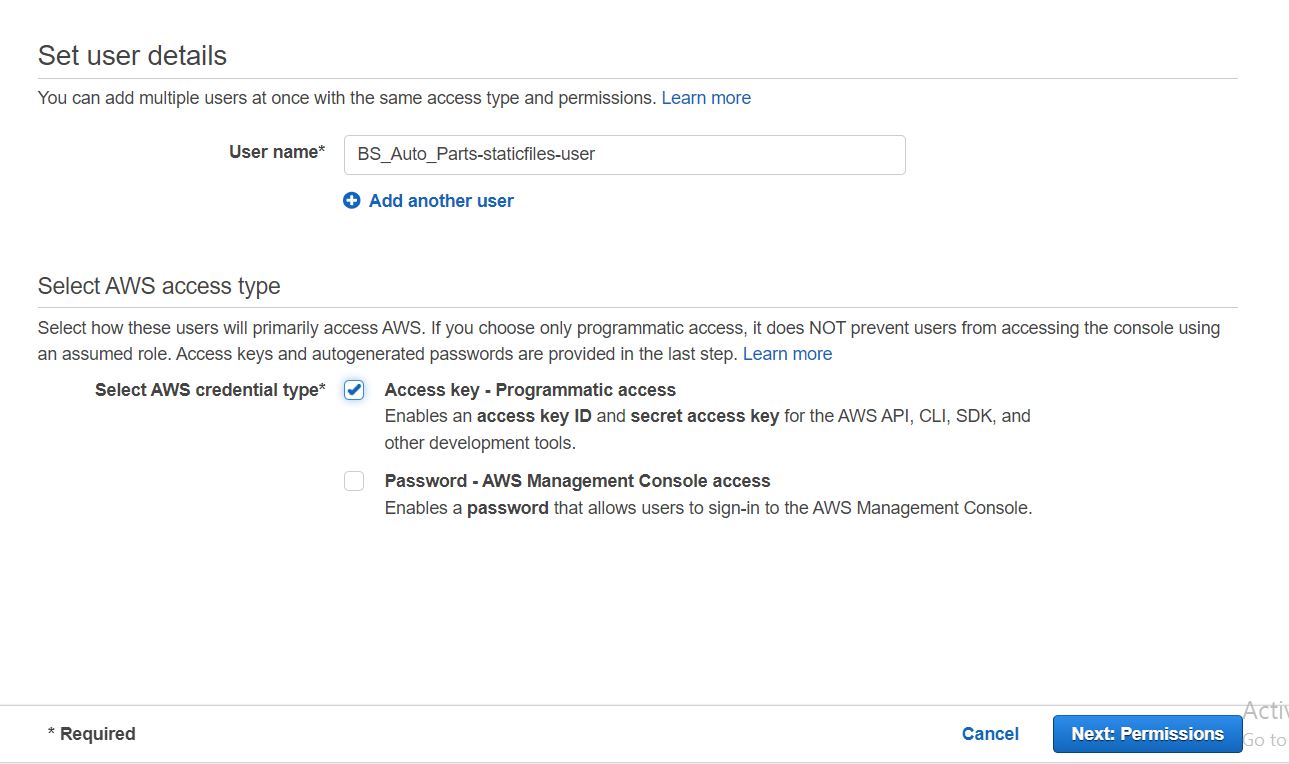 Set user details
You can add multiple users at once with the same access type and permissions. Learn more
User name*
BS_Auto_Parts-staticfiles-user
Add another user
Select AWS access type
Select how these users will primarily access AWS. If you choose only programmatic access, it does NOT prevent users from accessing the console using
an assumed role. Access keys and autogenerated passwords are provided in the last step. Learn more
Select AWS credential type*
Access key - Programmatic access
Enables an access key ID and secret access key for the AWS API, CLI, SDK, and
other development tools.
Password - AWS Management Console access
Enables a password that allows users to sign-in to the AWS Management Console.
* Required
Cancel
Next: Permissions
Go to